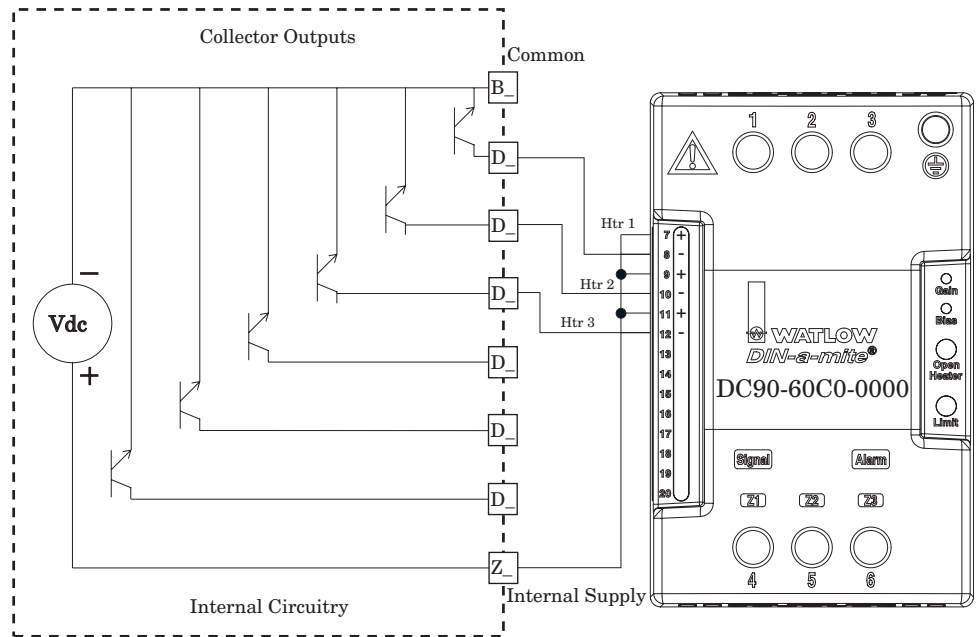 Collector Outputs
Common
B_
D_
D_
D_
D_
D_
D_
Z_
Internal Supply
Internal Circuitry
−
Vdc
+
Htr 1
Htr 2
Htr 3
1 2 3
7 +
8 -
9 +
10 -
11 +
12 -
13
14
15
16
17
18
19
20
WATLOW
DIN-a-mite®
DC90-60C0-0000
Gain
Bias
Open
Heater
Limit
Signal Alarm
Z1 Z2 Z3
4 5 6